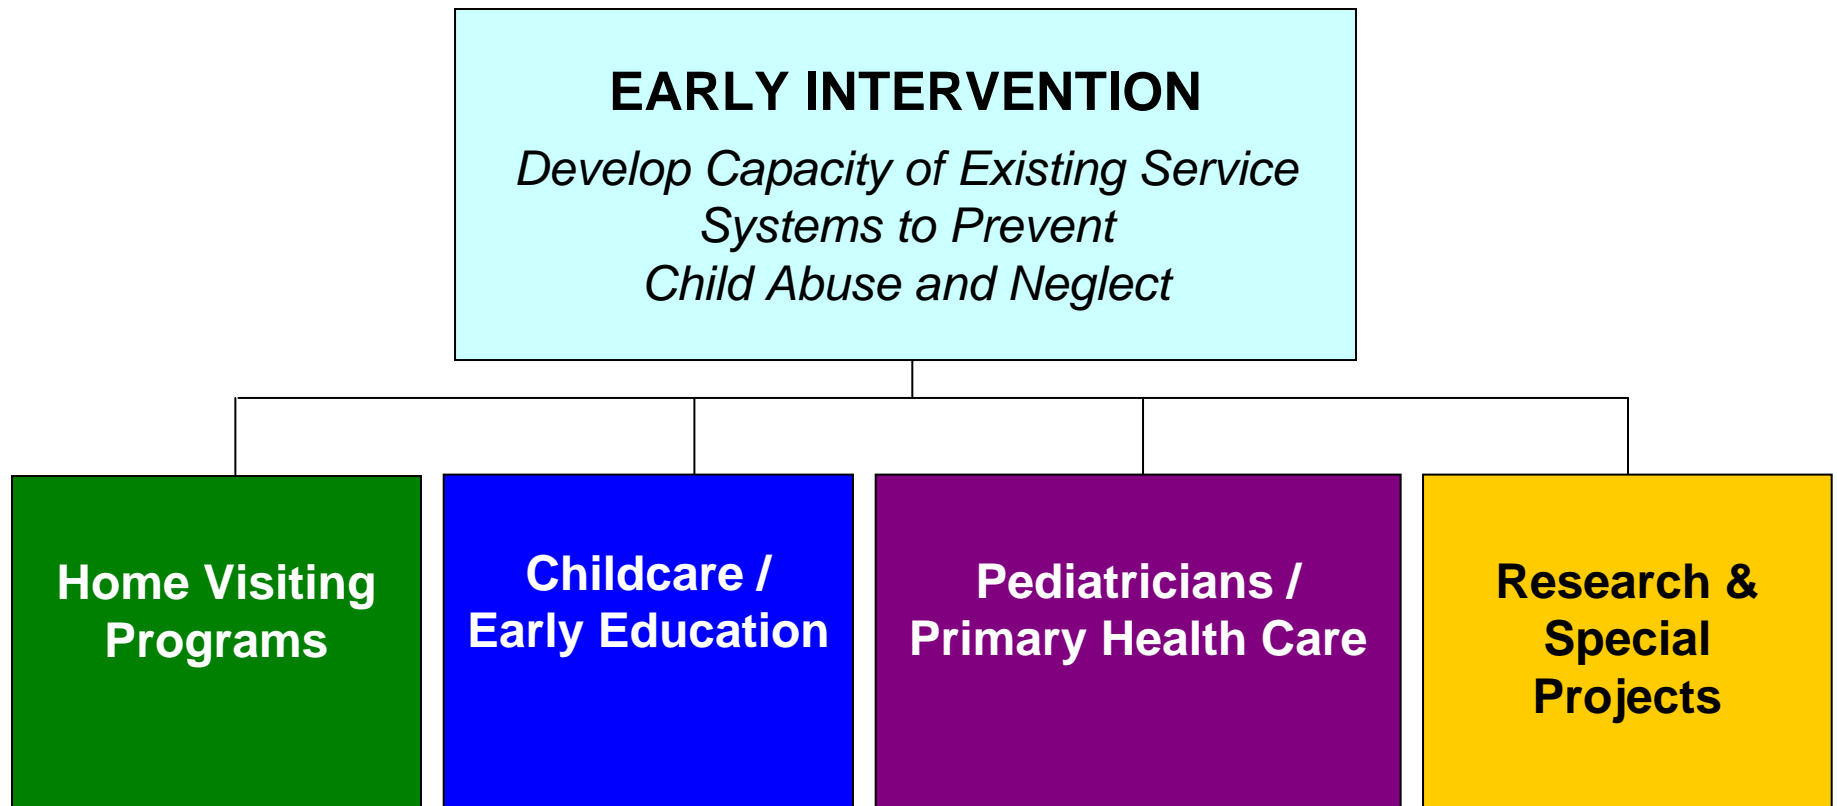 EARLY INTERVENTION
Develop Capacity of Existing Service
Systems to Prevent
Child Abuse and Neglect
Home Visiting
Programs
Childcare /
Early Education
Pediatricians /
Primary Health Care
Research &
Special
Projects